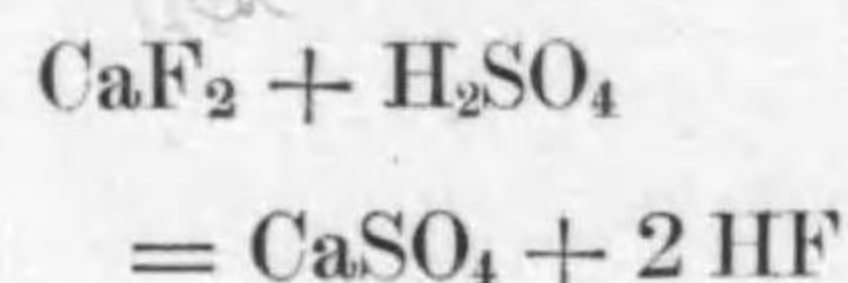 CaF₂ + H₂SO₄
= CaSO₄ + 2 HF